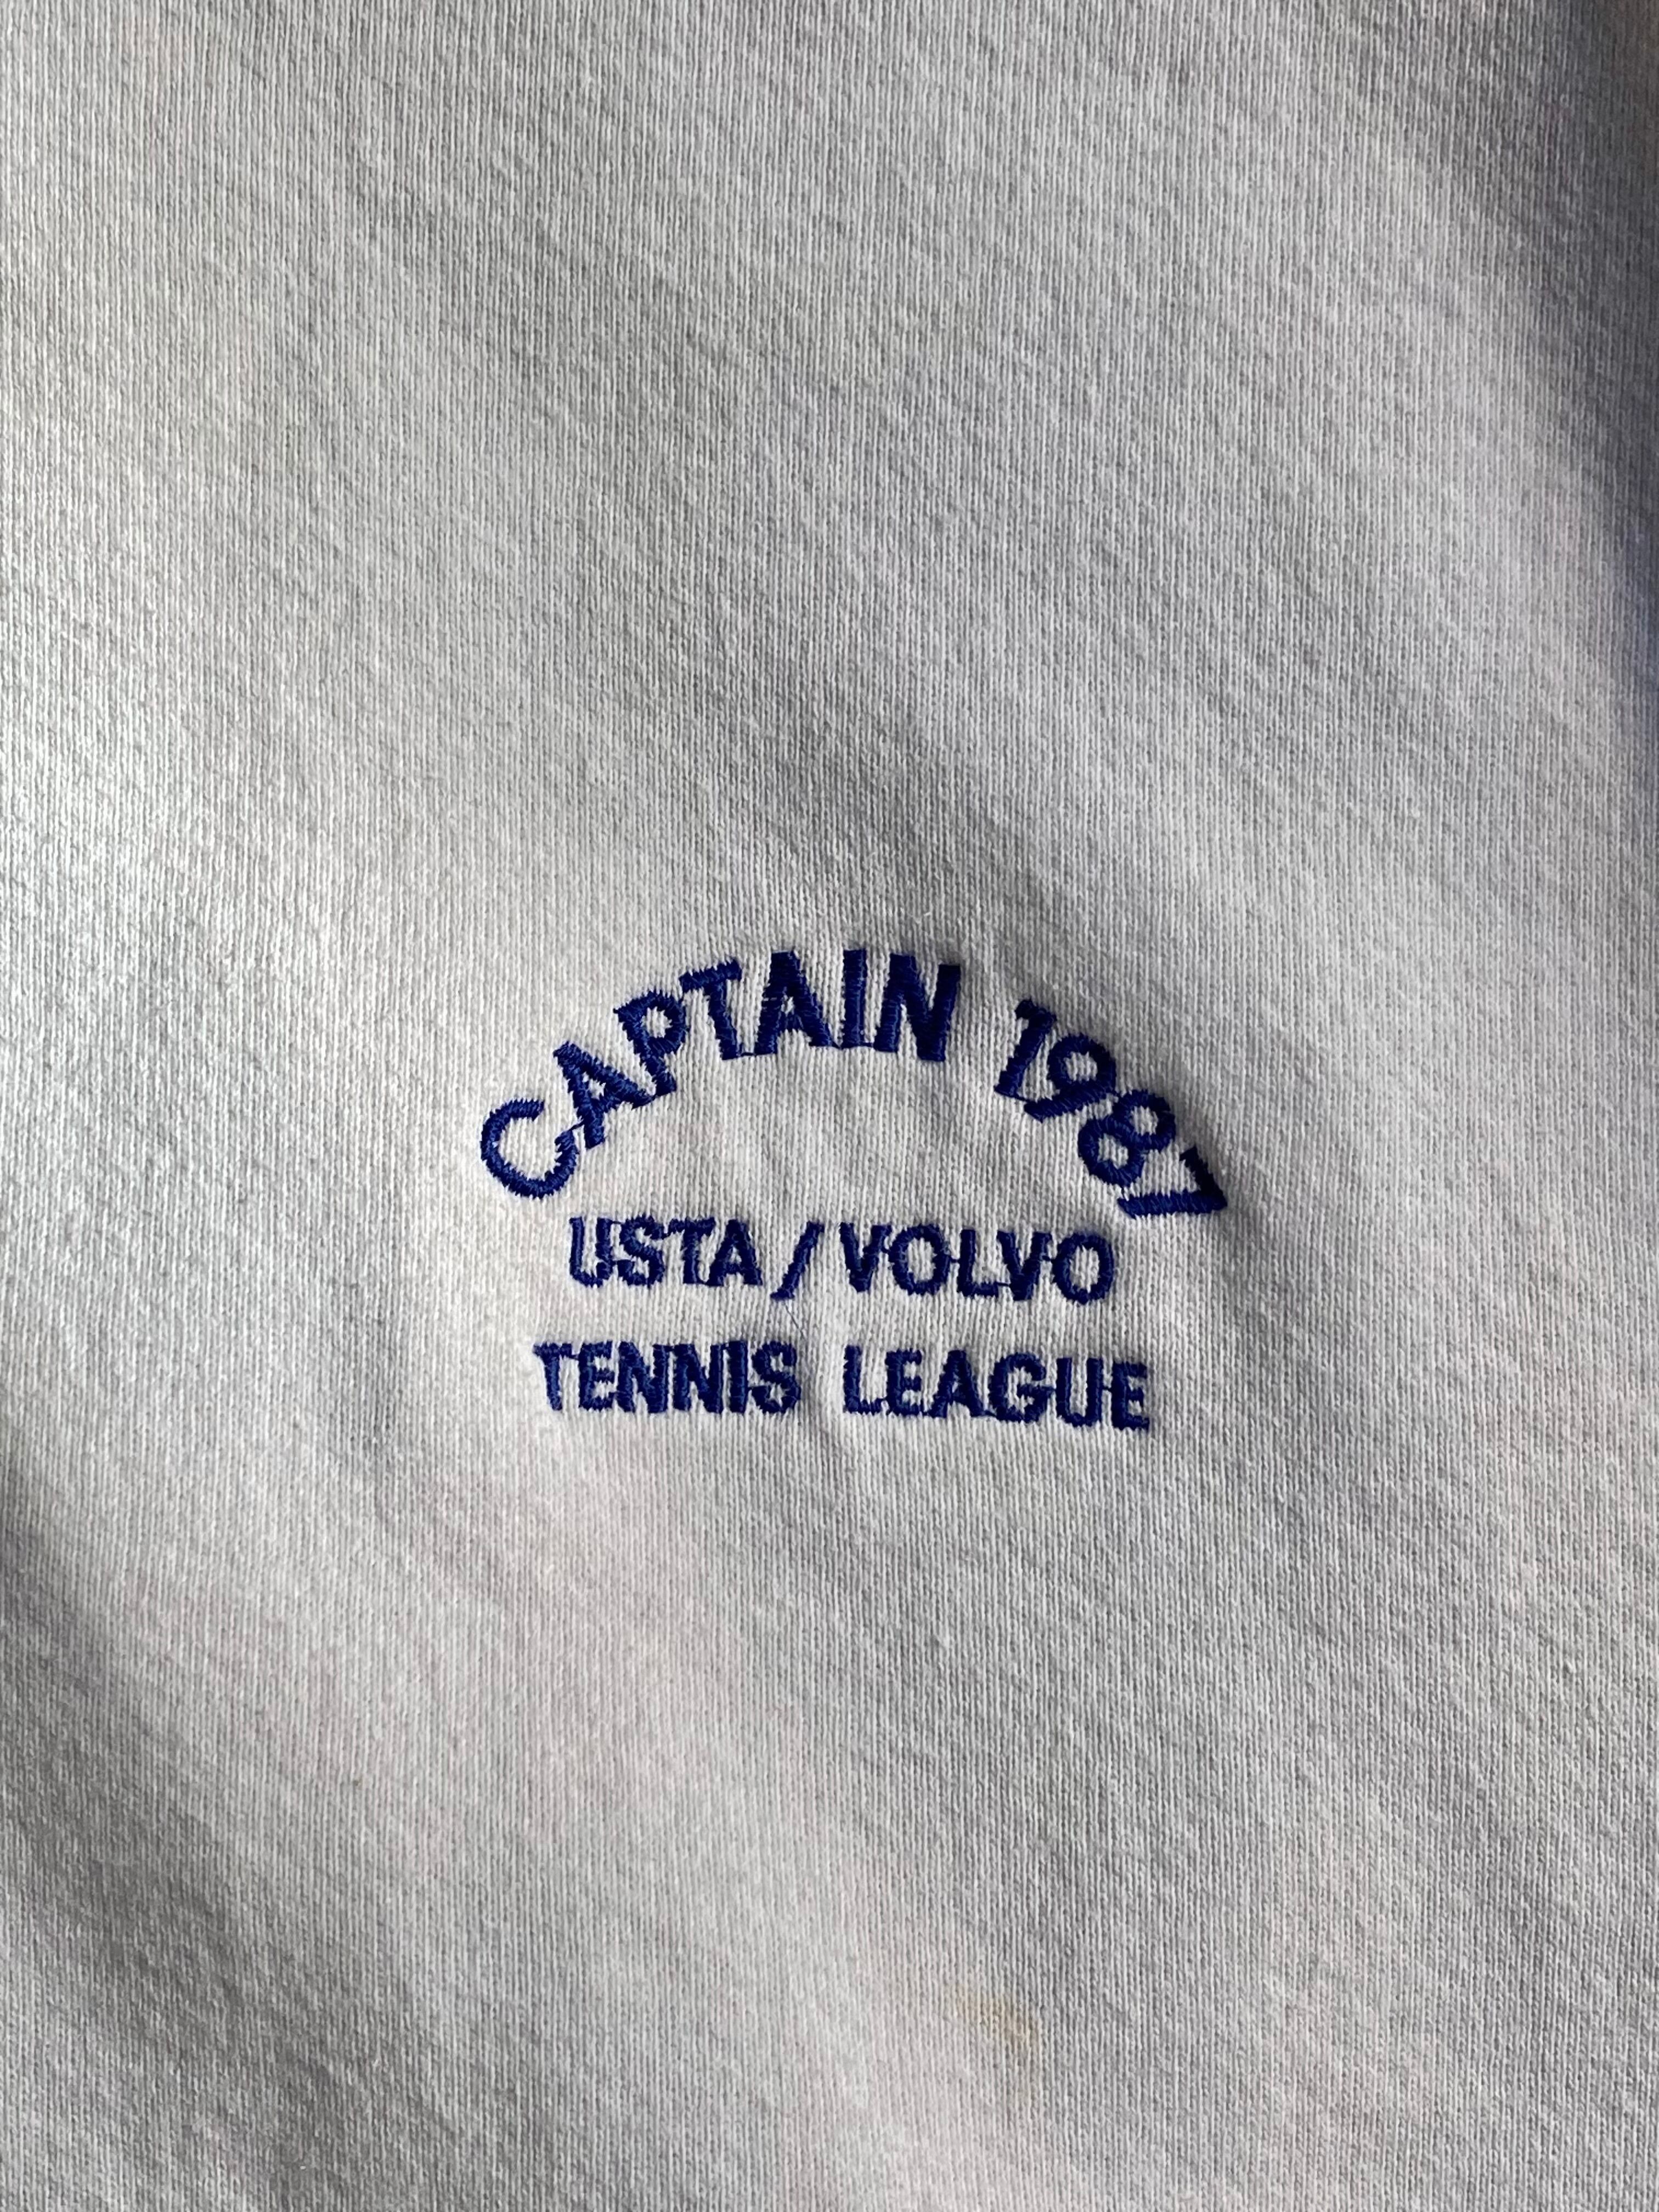 CAPTAIN 1987
USTA/VOLVO
TENNIS LEAGUE